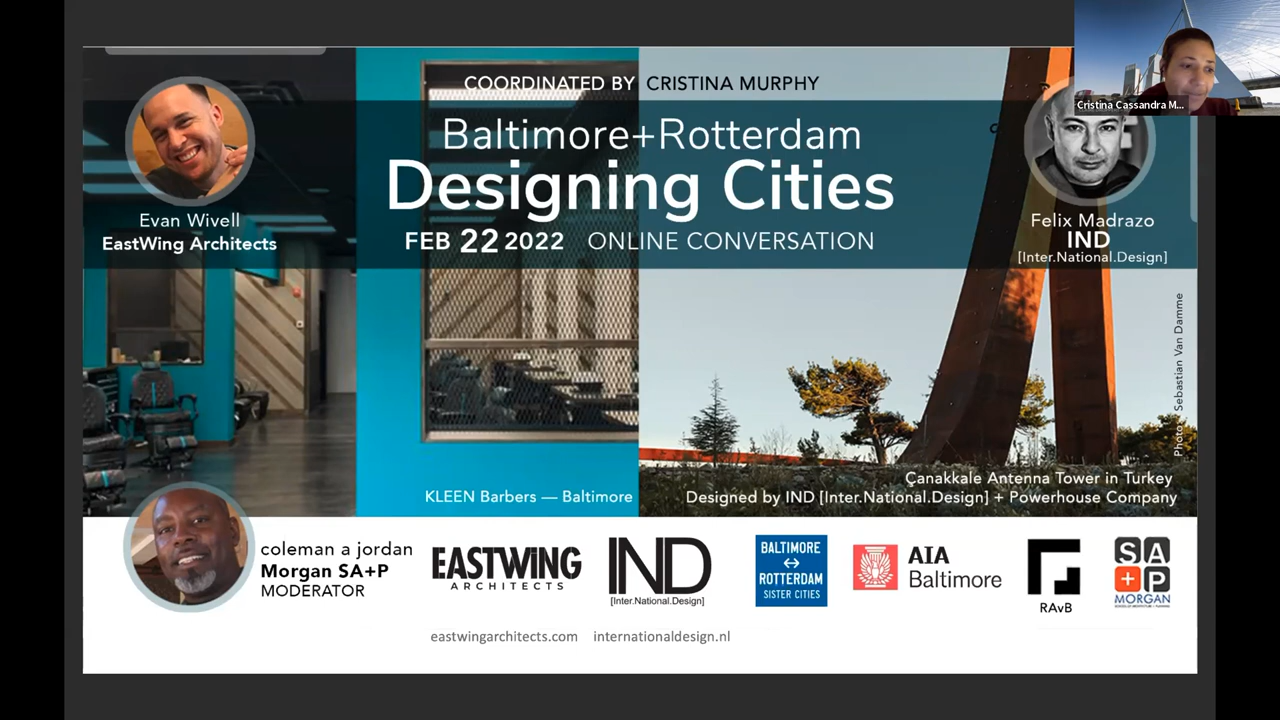 Cristina Cassandra M...
COORDINATED BY CRISTINA MURPHY
Baltimore+Rotterdam
Designing Cities
FEB 22 2022 ONLINE CONVERSATION
Evan Wivell
EastWing Architects
Felix Madrazo
IND
[Inter.National.Design]
Photo: Sebastian Van Damme
KLEEN Barbers — Baltimore
Çanakkale Antenna Tower in Turkey
Designed by IND [Inter.National.Design] + Powerhouse Company
coleman a jordan
Morgan SA+P
MODERATOR
EASTWiNG
ARCHITECTS
IND
[Inter.National.Design]
BALTIMORE
↔
ROTTERDAM
SISTER CITIES
AIA
Baltimore
RAvB
SA
+P
MORGAN
eastwingarchitects.com internationaldesign.nl